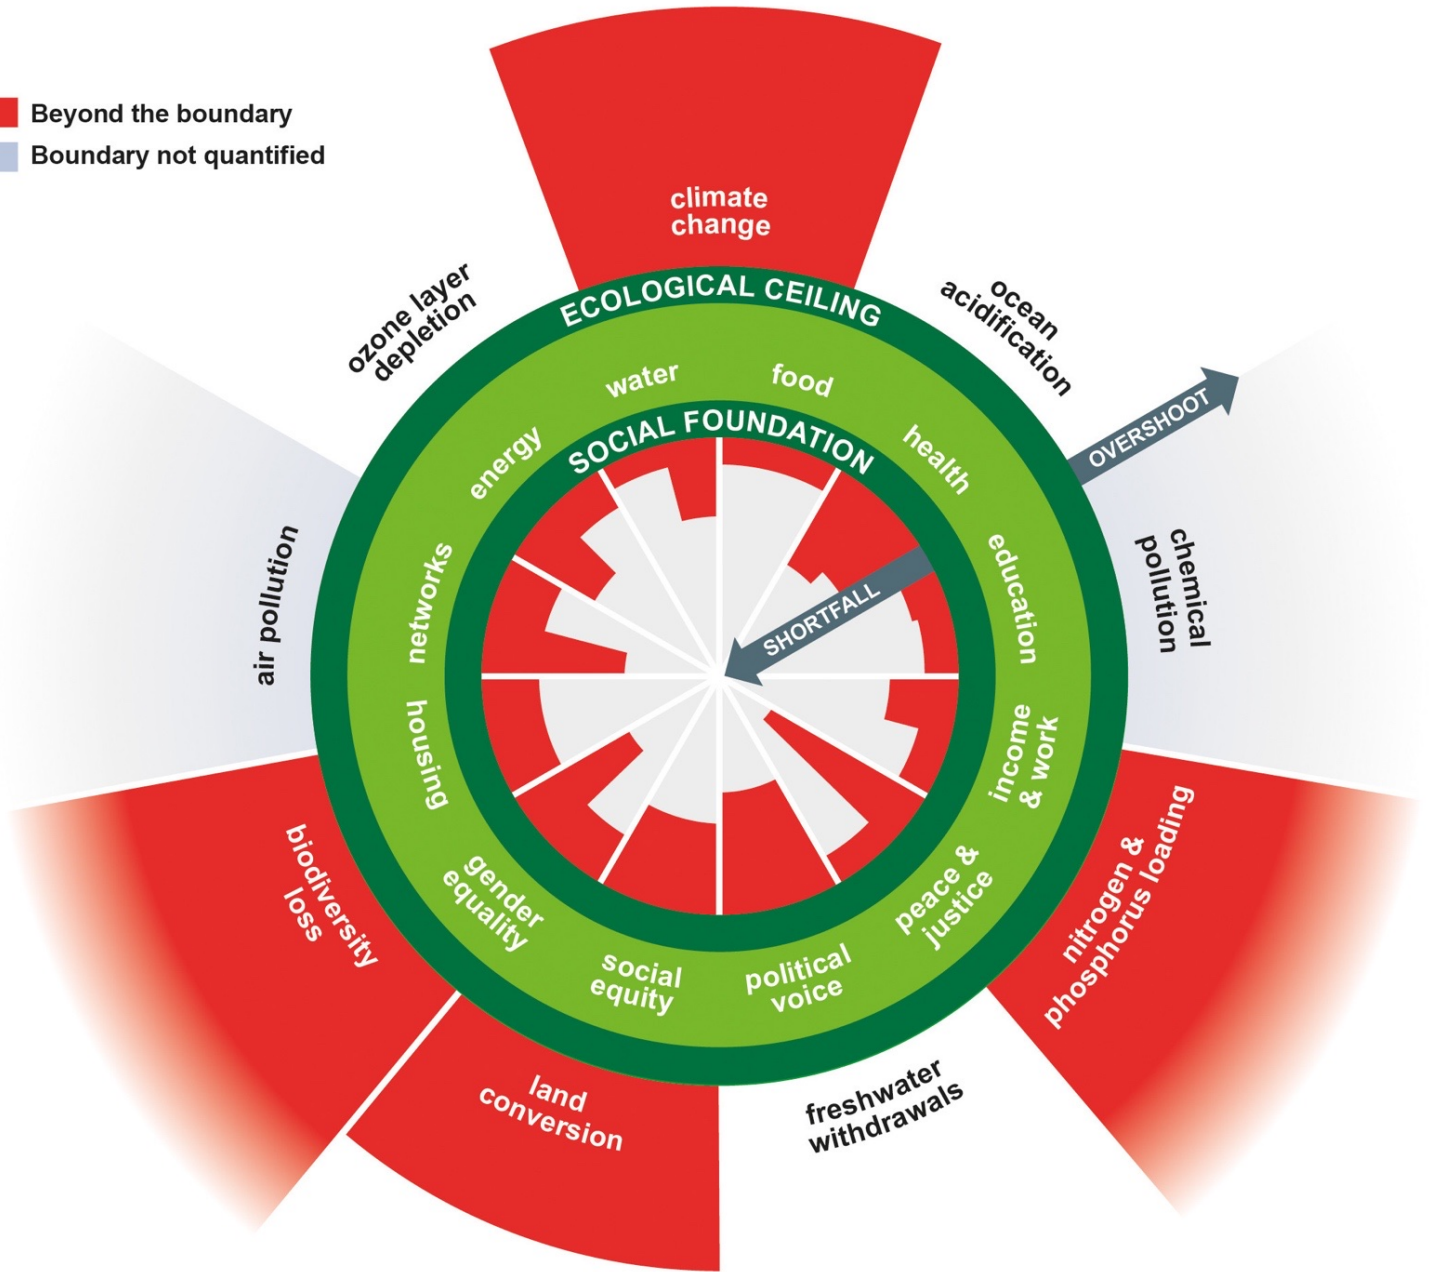 Beyond the boundary
Boundary not quantified
climate
change
ozone layer
depletion
ocean
acidification
ECOLOGICAL CEILING
OVERSHOOT
water
food
SOCIAL FOUNDATION
energy
health
networks
education
SHORTFALL
air pollution
chemical
pollution
housing
income
& work
biodiversity
loss
nitrogen &
phosphorus loading
gender
equality
peace &
justice
social
equity
political
voice
land
conversion
freshwater
withdrawals